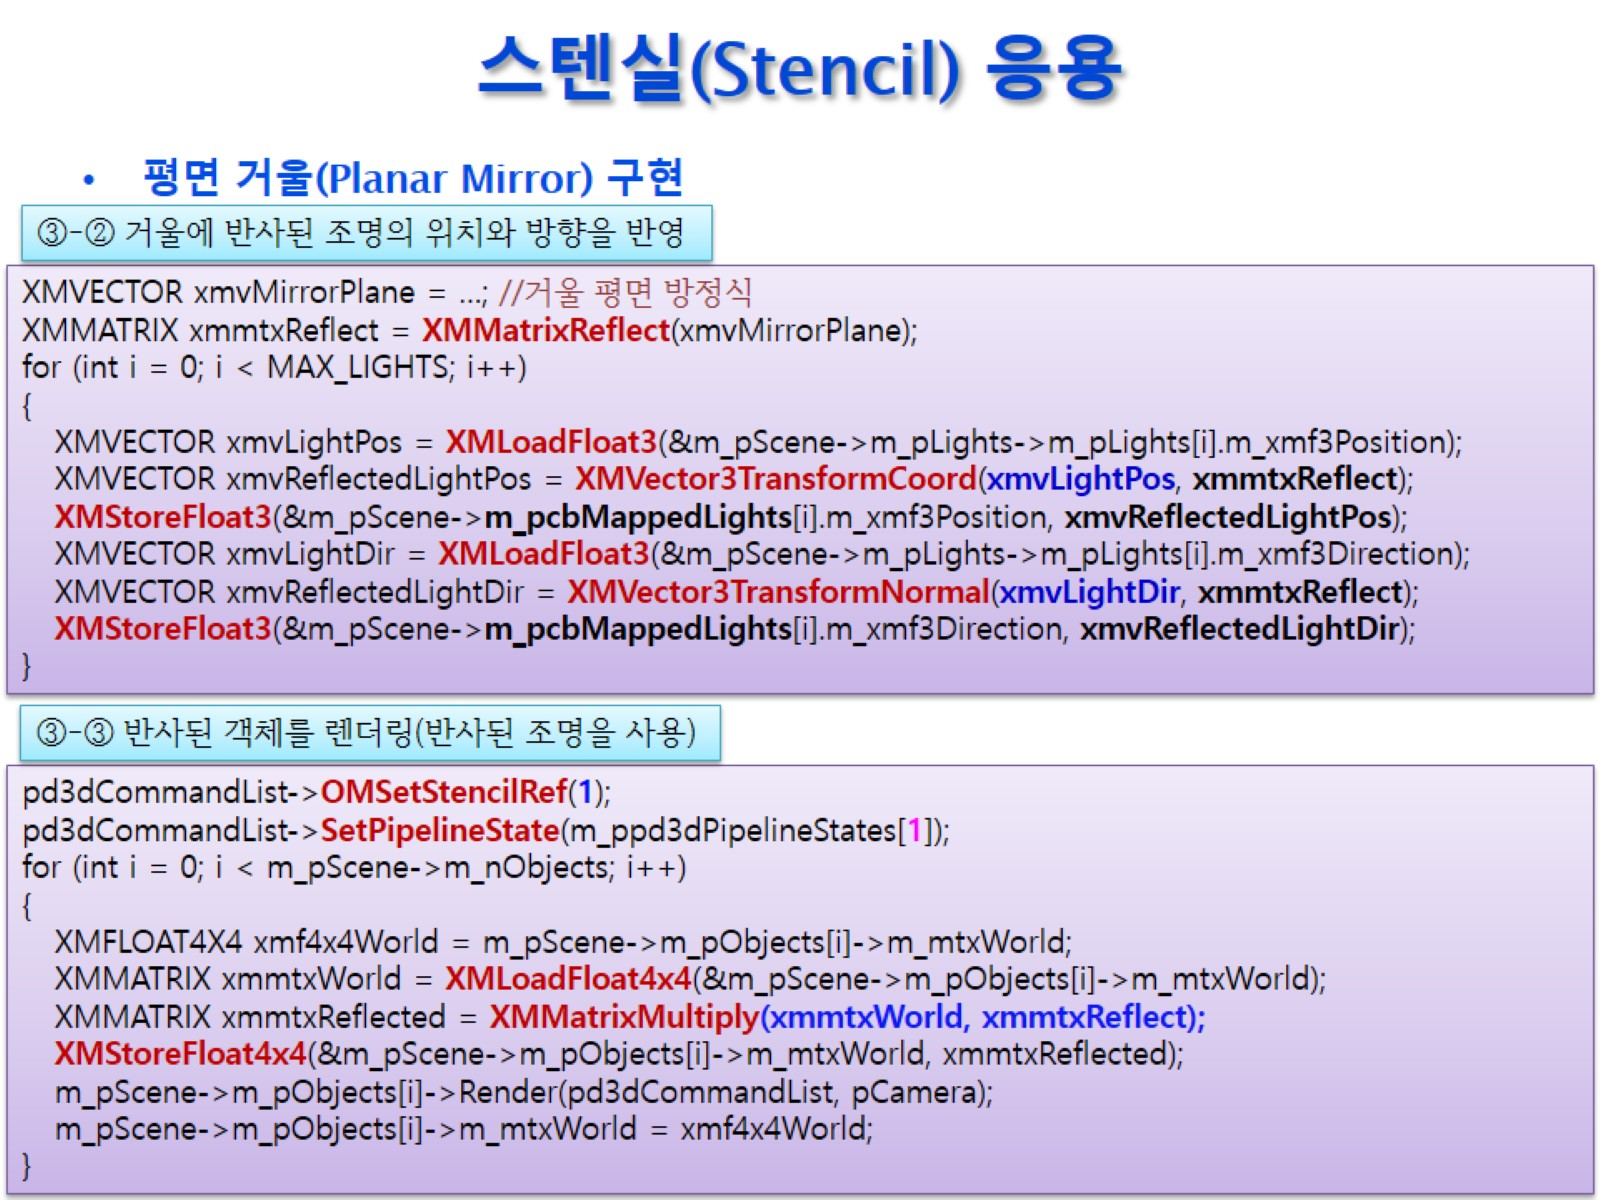 스텐실(Stencil) 응용
• 평면 거울(Planar Mirror) 구현
③-② 거울에 반사된 조명의 위치와 방향을 반영
XMVECTOR xmvMirrorPlane = ...; //거울 평면 방정식
XMMATRIX xmmtxReflect = XMMatrixReflect(xmvMirrorPlane);
for (int i = 0; i < MAX_LIGHTS; i++)
{
XMVECTOR xmvLightPos = XMLoadFloat3(&m_pScene->m_pLights->m_pLights[i].m_xmf3Position);
XMVECTOR xmvReflectedLightPos = XMVector3TransformCoord(xmvLightPos, xmmtxReflect);
XMStoreFloat3(&m_pScene->m_pcbMappedLights[i].m_xmf3Position, xmvReflectedLightPos);
XMVECTOR xmvLightDir = XMLoadFloat3(&m_pScene->m_pLights->m_pLights[i].m_xmf3Direction);
XMVECTOR xmvReflectedLightDir = XMVector3TransformNormal(xmvLightDir, xmmtxReflect);
XMStoreFloat3(&m_pScene->m_pcbMappedLights[i].m_xmf3Direction, xmvReflectedLightDir);
}
③-③ 반사된 객체를 렌더링(반사된 조명을 사용)
pd3dCommandList->OMSetStencilRef(1);
pd3dCommandList->SetPipelineState(m_ppd3dPipelineStates[1]);
for (int i = 0; i < m_pScene->m_nObjects; i++)
{
XMFLOAT4X4 xmf4x4World = m_pScene->m_pObjects[i]->m_mtxWorld;
XMMATRIX xmmtxWorld = XMLoadFloat4x4(&m_pScene->m_pObjects[i]->m_mtxWorld);
XMMATRIX xmmtxReflected = XMMatrixMultiply(xmmtxWorld, xmmtxReflect);
XMStoreFloat4x4(&m_pScene->m_pObjects[i]->m_mtxWorld, xmmtxReflected);
m_pScene->m_pObjects[i]->Render(pd3dCommandList, pCamera);
m_pScene->m_pObjects[i]->m_mtxWorld = xmf4x4World;
}